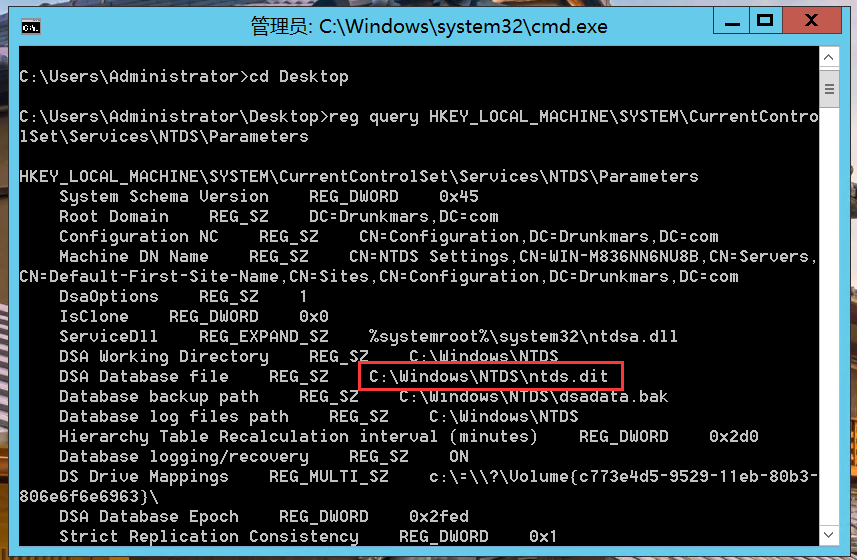 管理员: C:\Windows\system32\cmd.exe
C:\Users\Administrator>cd Desktop
C:\Users\Administrator\Desktop>reg query HKEY_LOCAL_MACHINE\SYSTEM\CurrentContro
lSet\Services\NTDS\Parameters
HKEY_LOCAL_MACHINE\SYSTEM\CurrentControlSet\Services\NTDS\Parameters
    System Schema Version    REG_DWORD    0x45
    Root Domain    REG_SZ    DC=Drunkmars,DC=com
    Configuration NC    REG_SZ    CN=Configuration,DC=Drunkmars,DC=com
    Machine DN Name    REG_SZ    CN=NTDS Settings,CN=WIN-M836NN6NU8B,CN=Servers,
CN=Default-First-Site-Name,CN=Sites,CN=Configuration,DC=Drunkmars,DC=com
    DsaOptions    REG_SZ    1
    IsClone    REG_DWORD    0x0
    ServiceDll    REG_EXPAND_SZ    %systemroot%\system32\ntdsa.dll
    DSA Working Directory    REG_SZ    C:\Windows\NTDS
    DSA Database file    REG_SZ    C:\Windows\NTDS\ntds.dit
    Database backup path    REG_SZ    C:\Windows\NTDS\dsadata.bak
    Database log files path    REG_SZ    C:\Windows\NTDS
    Hierarchy Table Recalculation interval (minutes)    REG_DWORD    0x2d0
    Database logging/recovery    REG_SZ    ON
    DS Drive Mappings    REG_MULTI_SZ    c:\=\\?\Volume{c773e4d5-9529-11eb-80b3-
806e6f6e6963}\
    DSA Database Epoch    REG_DWORD    0x2fed
    Strict Replication Consistency    REG_DWORD    0x1